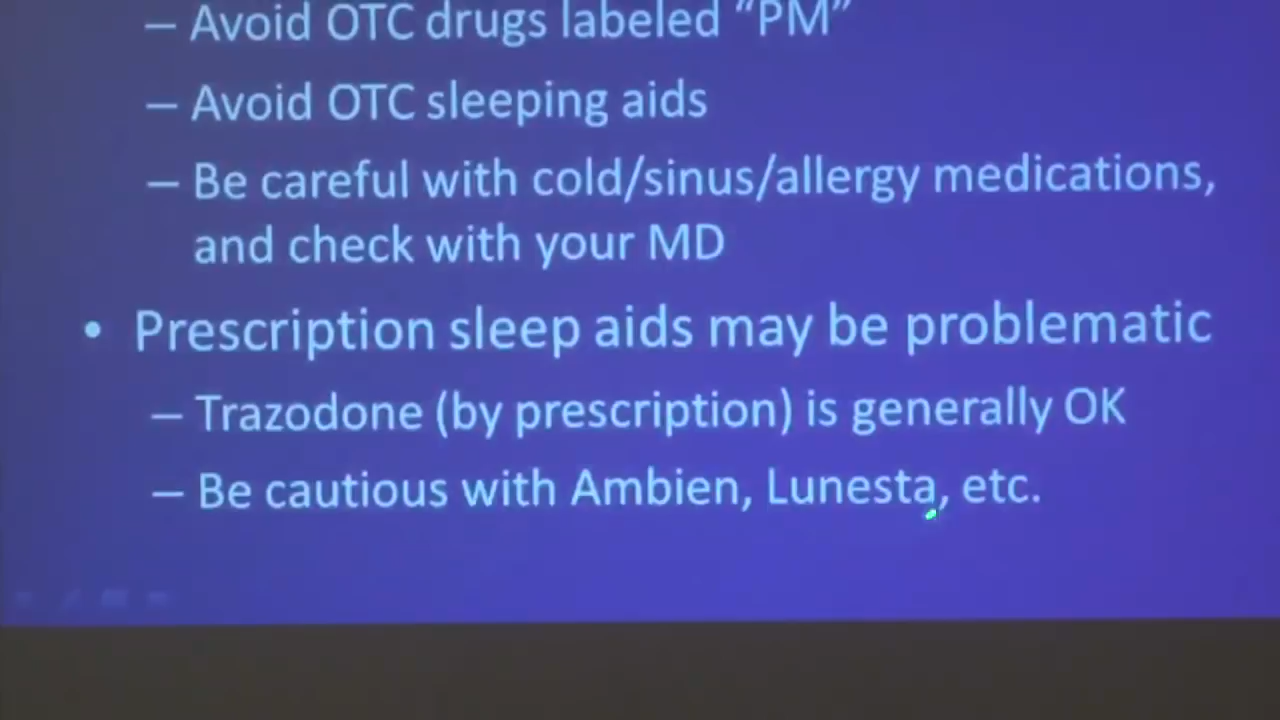 – Avoid OTC drugs labeled “PM”
– Avoid OTC sleeping aids
– Be careful with cold/sinus/allergy medications,
and check with your MD
• Prescription sleep aids may be problematic
– Trazodone (by prescription) is generally OK
– Be cautious with Ambien, Lunesta, etc.